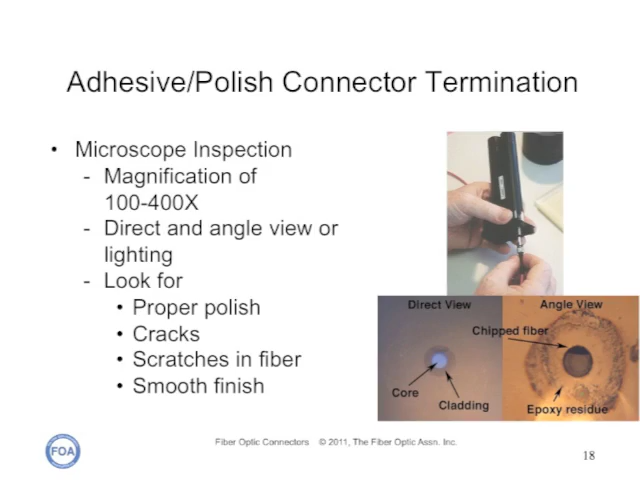 Adhesive/Polish Connector Termination
• Microscope Inspection
- Magnification of
100-400X
- Direct and angle view or
lighting
- Look for
• Proper polish
• Cracks
• Scratches in fiber
• Smooth finish
Direct View
Angle View
Chipped fiber
Core
Cladding
Epoxy residue
FOA
Fiber Optic Connectors © 2011, The Fiber Optic Assn. Inc.
18